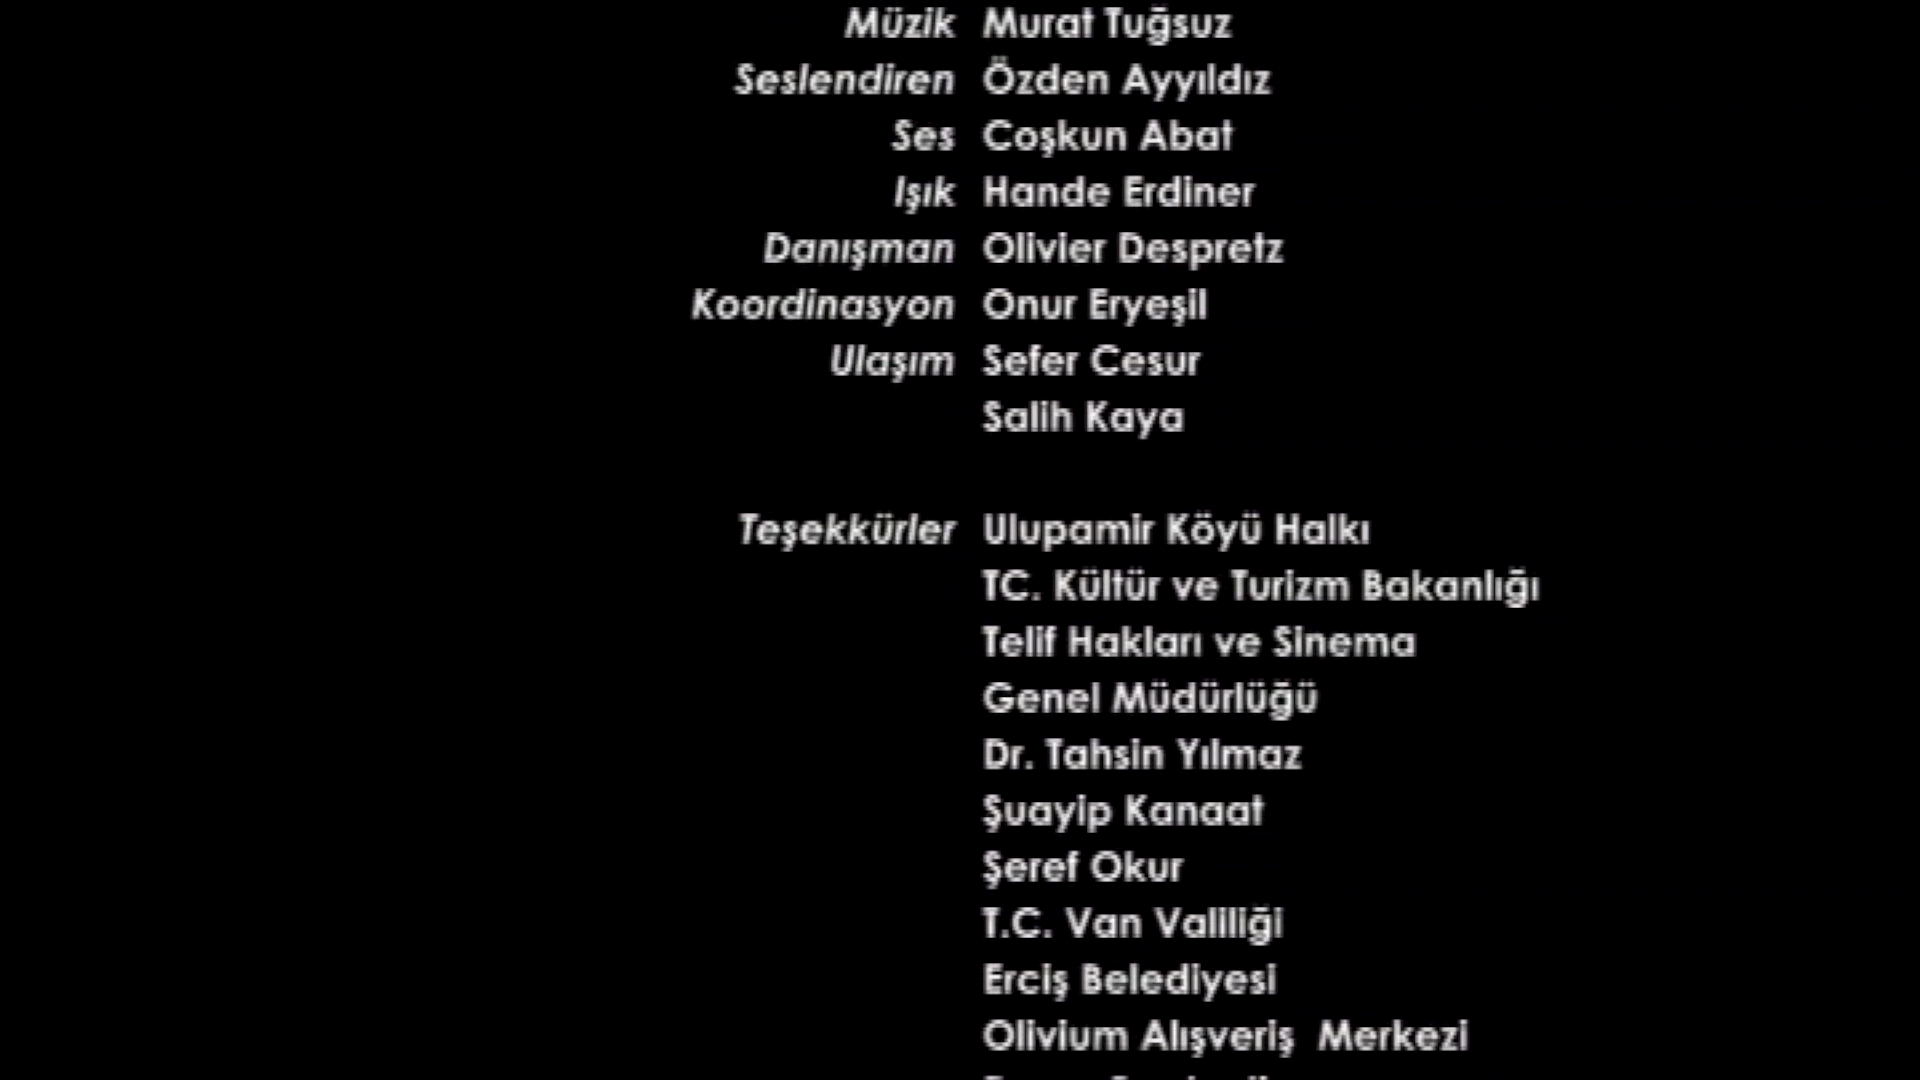 Müzik Murat Tuğsuz
Seslendiren Özden Ayyıldız
Ses Coşkun Abat
Işık Hande Erdiner
Danışman Olivier Despretz
Koordinasyon Onur Eryeşil
Ulaşım Sefer Cesur
Salih Kaya
Teşekkürler Ulupamir Köyü Halkı
TC. Kültür ve Turizm Bakanlığı
Telif Hakları ve Sinema
Genel Müdürlüğü
Dr. Tahsin Yılmaz
Şuayip Kanaat
Şeref Okur
T.C. Van Valiliği
Erciş Belediyesi
Olivium Alışveriş Merkezi